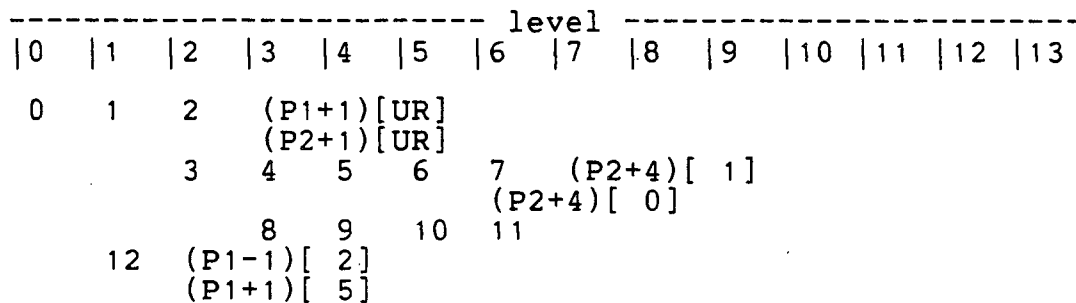 ---------------------------- level ----------------------------
|0 |1 |2 |3 |4 |5 |6 |7 |8 |9 |10 |11 |12 |13
0 1 2 (P1+1)[UR]
(P2+1)[UR]
3 4 5 6 7 (P2+4)[ 1]
(P2+4)[ 0]
8 9 10 11
12 (P1-1)[ 2]
(P1+1)[ 5]